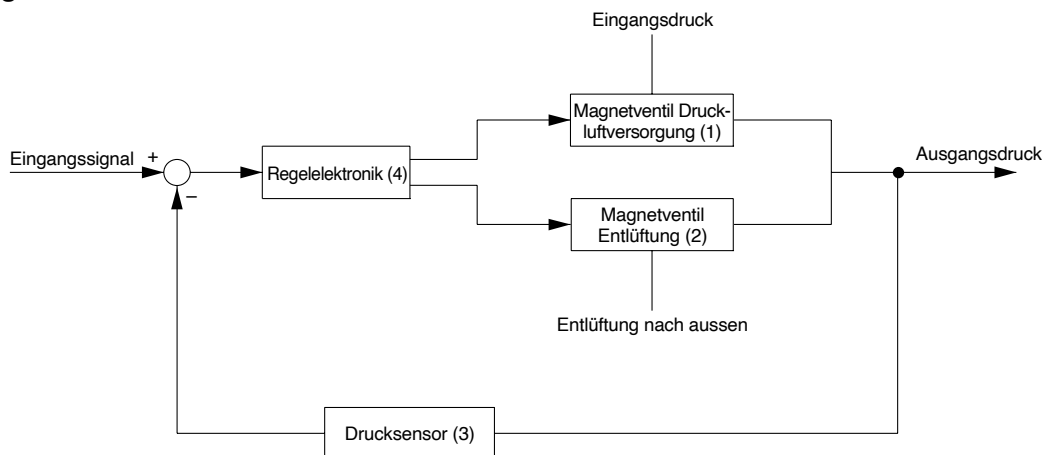 Eingangsdruck
Magnetventil Druck-
luftversorgung (1)
Eingangssignal
+
−
Regelelektronik (4)
Ausgangsdruck
Magnetventil
Entlüftung (2)
Entlüftung nach aussen
Drucksensor (3)